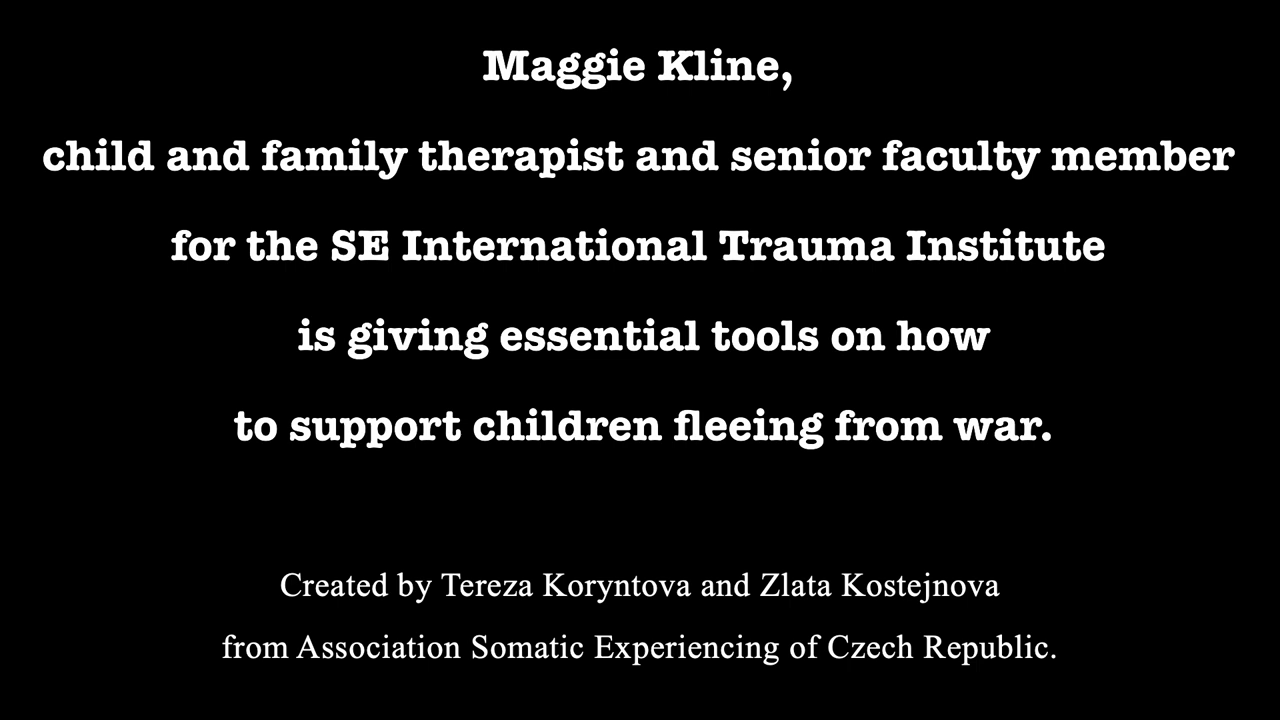 Maggie Kline,
child and family therapist and senior faculty member
for the SE International Trauma Institute
is giving essential tools on how
to support children fleeing from war.
Created by Tereza Koryntova and Zlata Kostejnova
from Association Somatic Experiencing of Czech Republic.